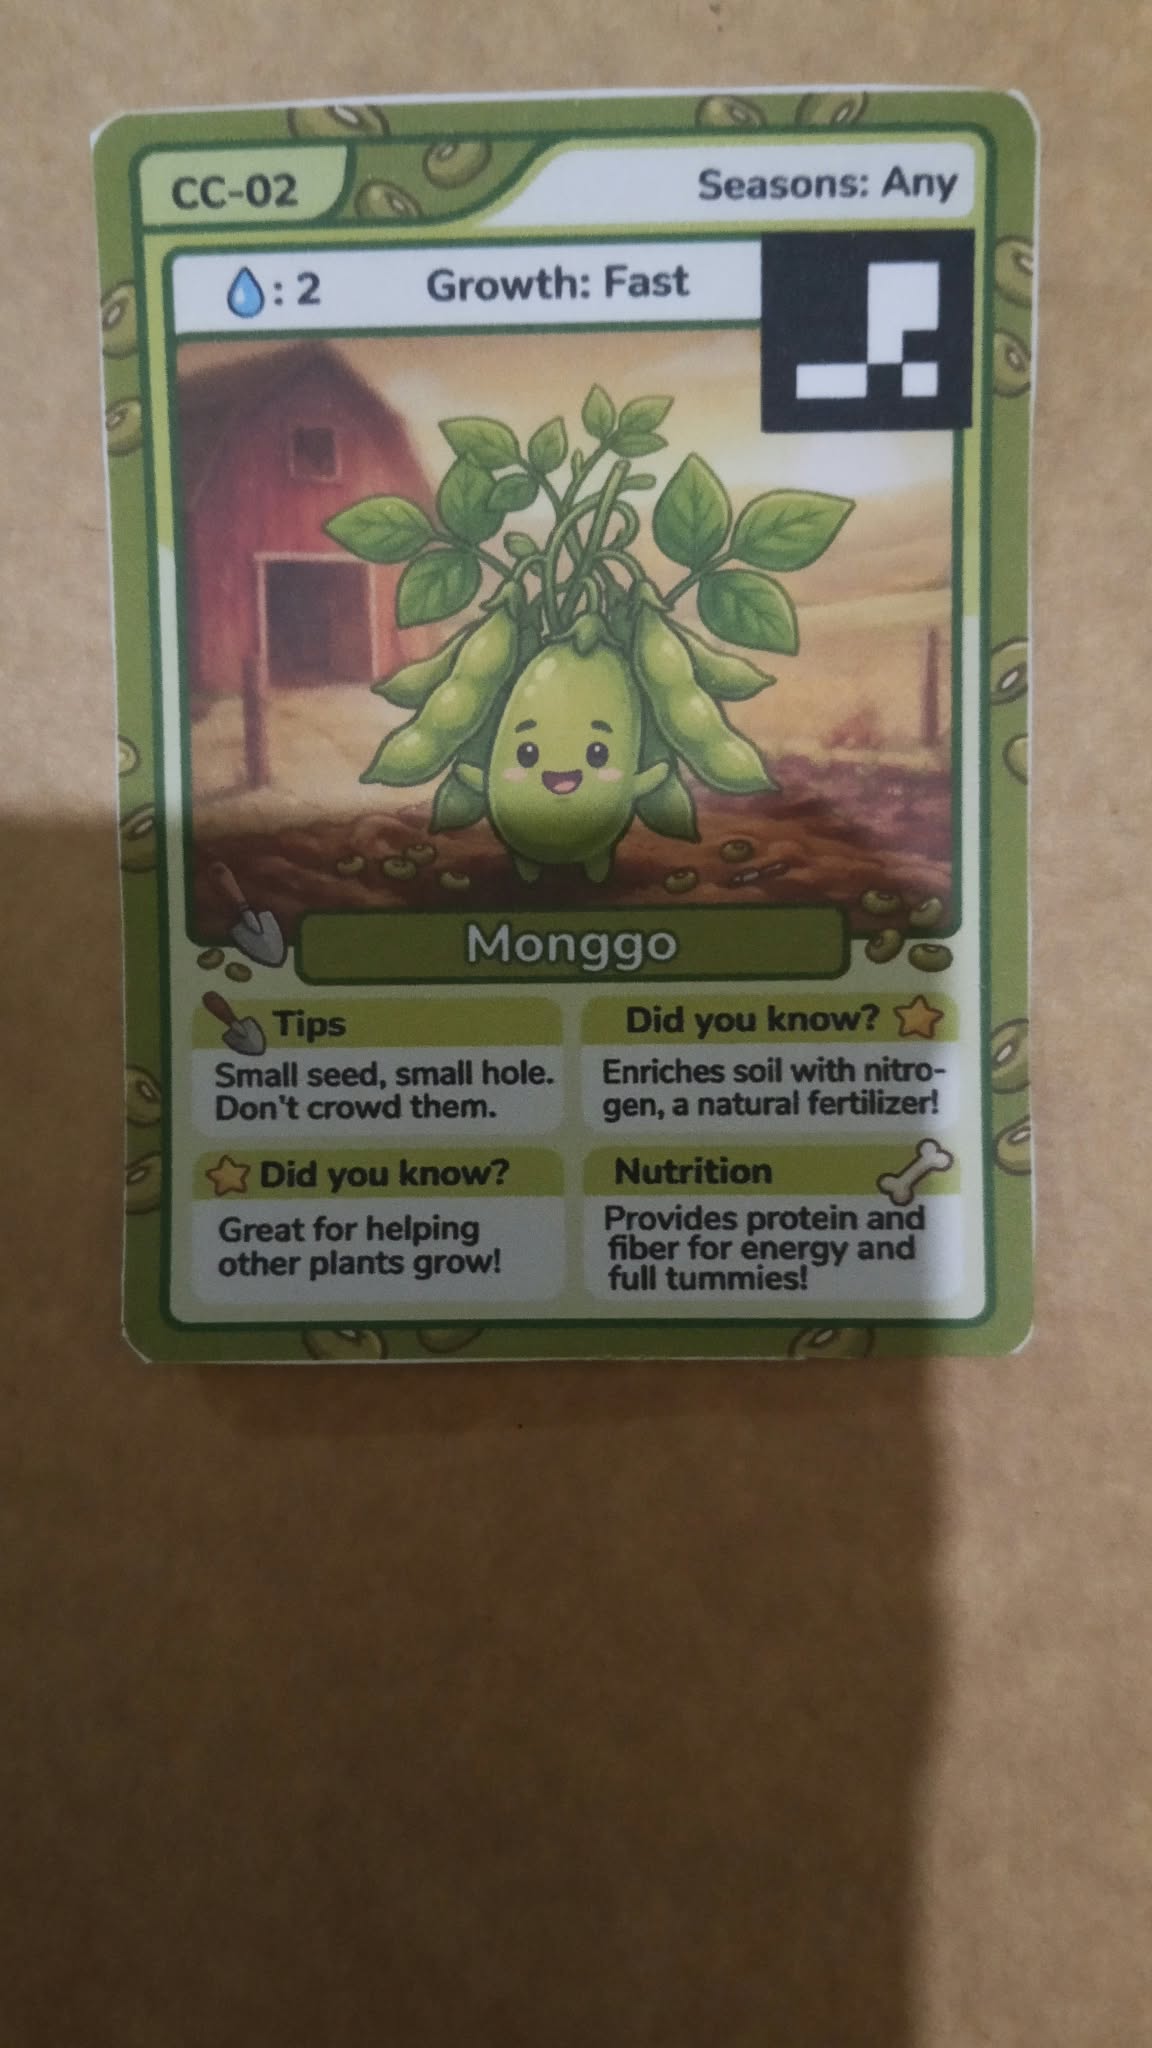 CC-02
Seasons: Any
: 2
Growth: Fast
Monggo
Tips
Small seed, small hole.
Don't crowd them.
Did you know?
Enriches soil with nitro-
gen, a natural fertilizer!
Did you know?
Great for helping
other plants grow!
Nutrition
Provides protein and
fiber for energy and
full tummies!